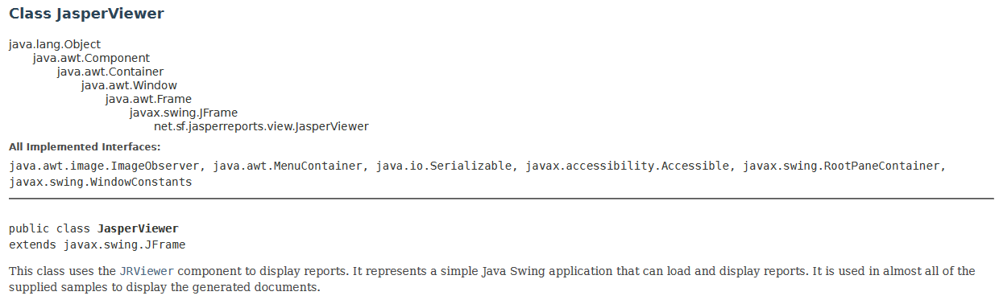 Class JasperViewer
java.lang.Object
java.awt.Component
java.awt.Container
java.awt.Window
java.awt.Frame
javax.swing.JFrame
net.sf.jasperreports.view.JasperViewer
All Implemented Interfaces:
java.awt.image.ImageObserver, java.awt.MenuContainer, java.io.Serializable, javax.accessibility.Accessible, javax.swing.RootPaneContainer,
javax.swing.WindowConstants
public class JasperViewer
extends javax.swing.JFrame
This class uses the JRViewer component to display reports. It represents a simple Java Swing application that can load and display reports. It is used in almost all of the
supplied samples to display the generated documents.